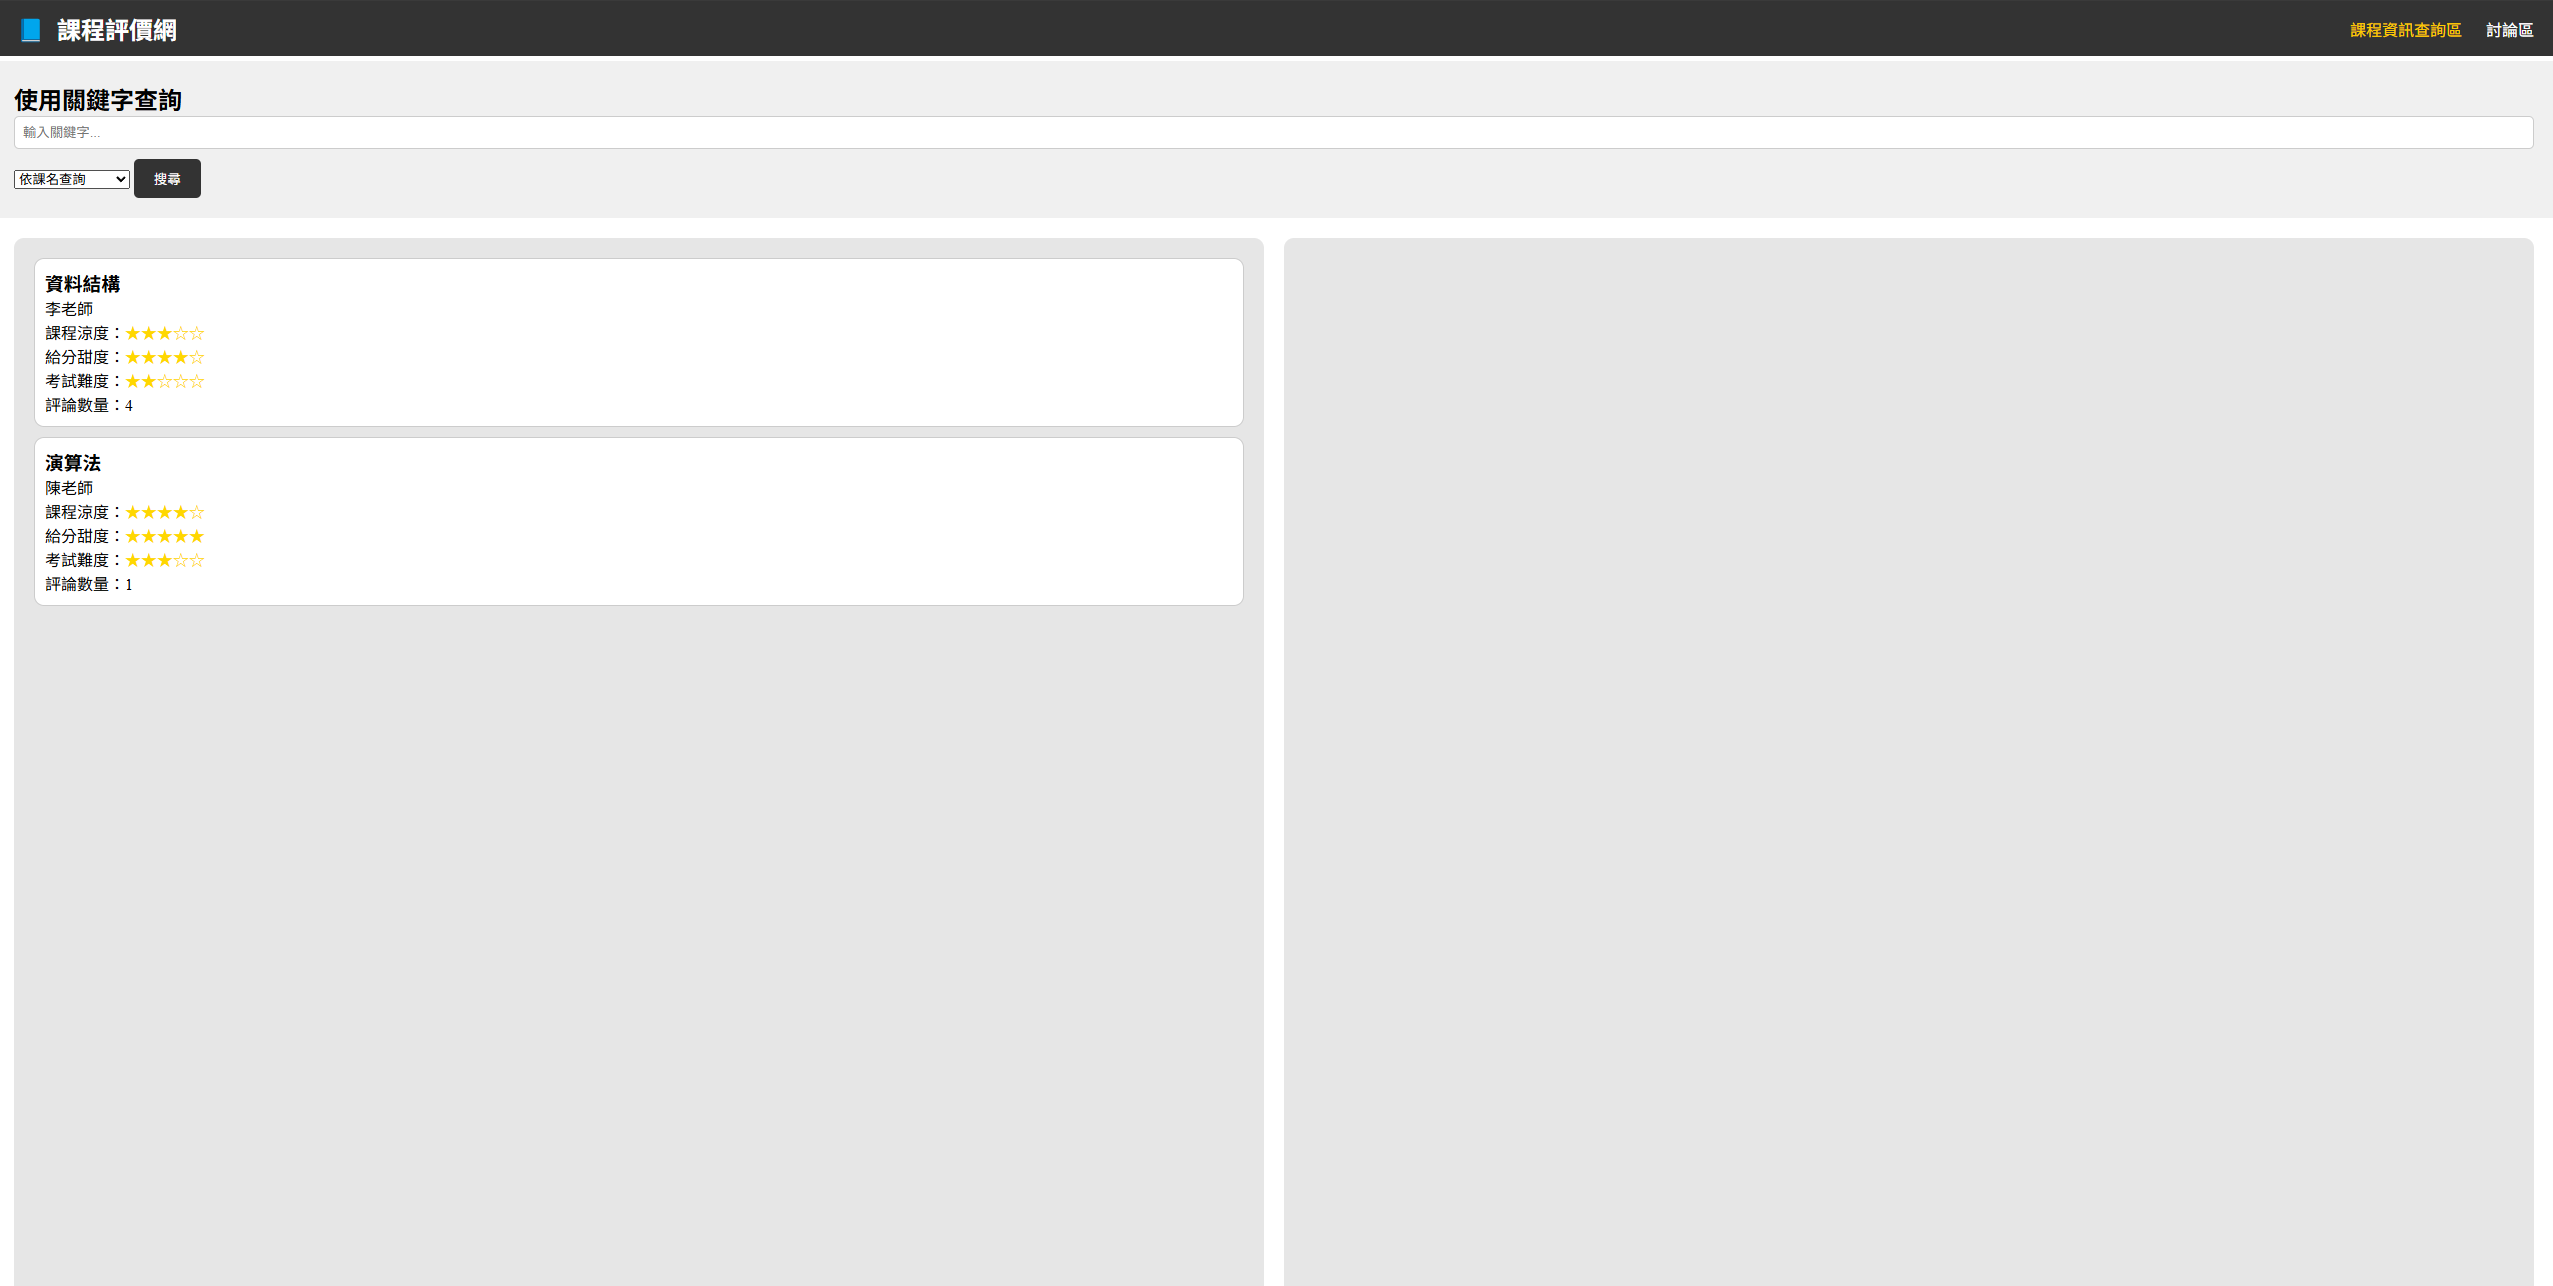 課程評價網
課程資訊查詢區 討論區
使用關鍵字查詢
輸入關鍵字...
依課名查詢 搜尋
資料結構
李老師
課程涼度：★★★☆☆
給分甜度：★★★★☆
考試難度：★★☆☆☆
評論數量：4
演算法
陳老師
課程涼度：★★★★☆
給分甜度：★★★★★
考試難度：★★★☆☆
評論數量：1